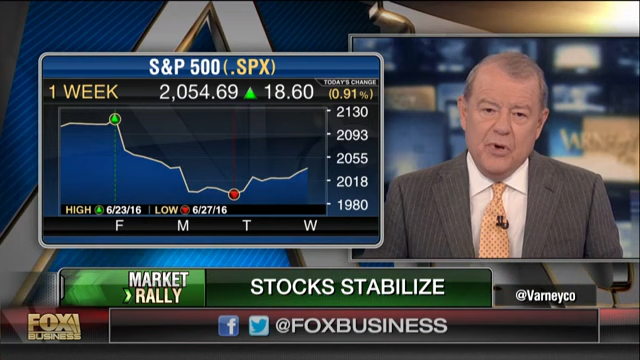 S&P 500 (.SPX)
1 WEEK 2,054.69 ▲ 18.60 TODAY'S CHANGE (0.91%)
2130
2093
2055
2018
1980
HIGH 6/23/16 LOW 6/27/16
F M T W
MARKET
RALLY
STOCKS STABILIZE
@Varneyco
FOX
BUSINESS
@FOXBUSINESS